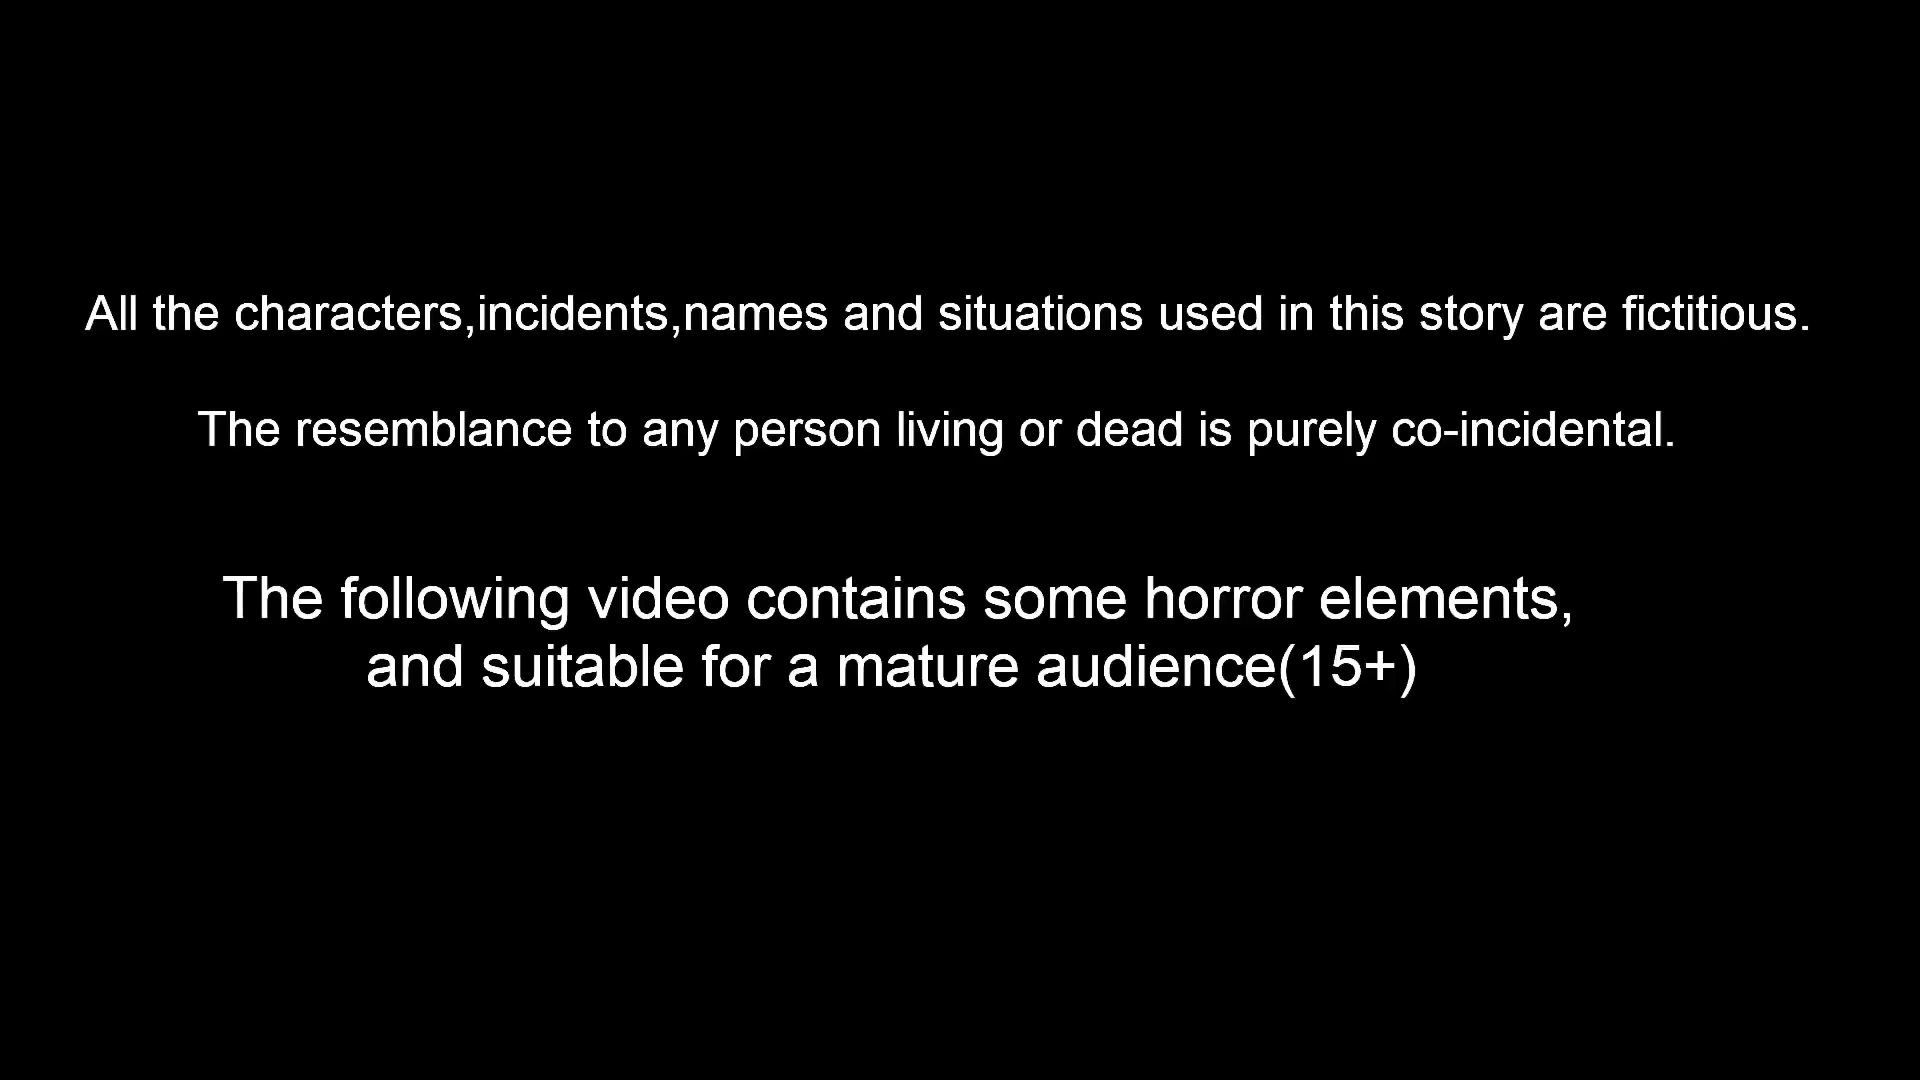 All the characters,incidents,names and situations used in this story are fictitious.
The resemblance to any person living or dead is purely co-incidental.
The following video contains some horror elements,
and suitable for a mature audience(15+)